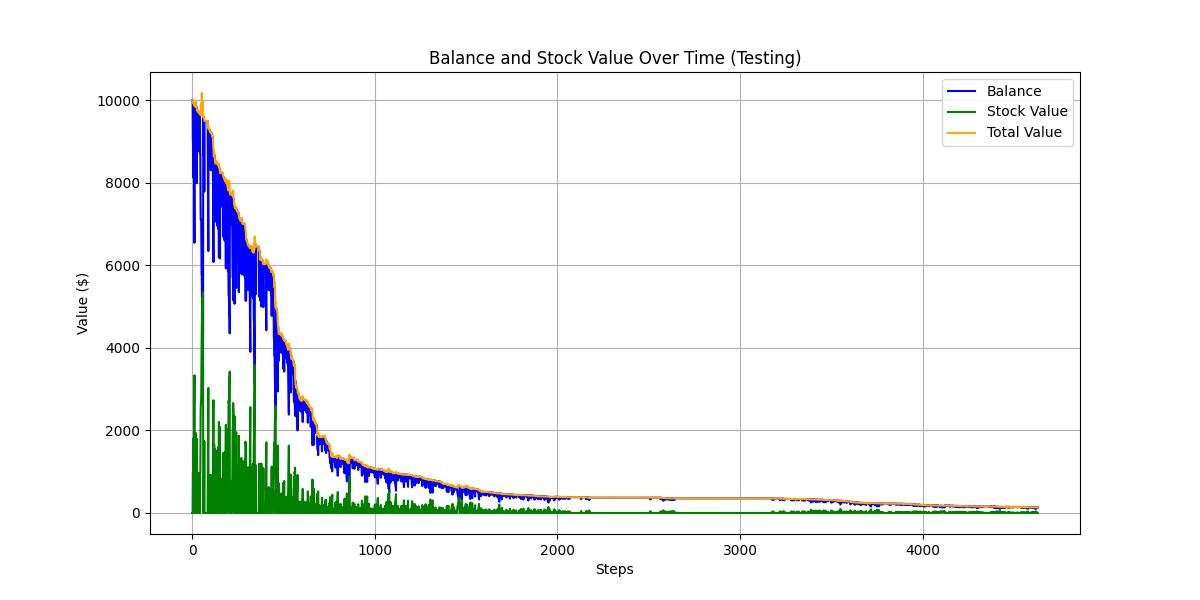 Balance and Stock Value Over Time (Testing)
Balance
Stock Value
Total Value
Value ($)
10000
8000
6000
4000
2000
0
0
1000
2000
3000
4000
Steps